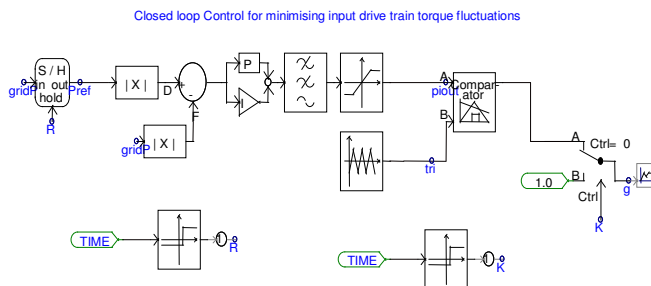 Closed loop Control for minimising input drive train torque fluctuations
S / H
in out
hold
gridP
Pref
R
| X |
D
+
-
F
gridP
| X |
P
I
A
piout
Compar-
ator
B
tri
A
Ctrl= 0
B
1.0
Ctrl
g
K
TIME
R
TIME
K